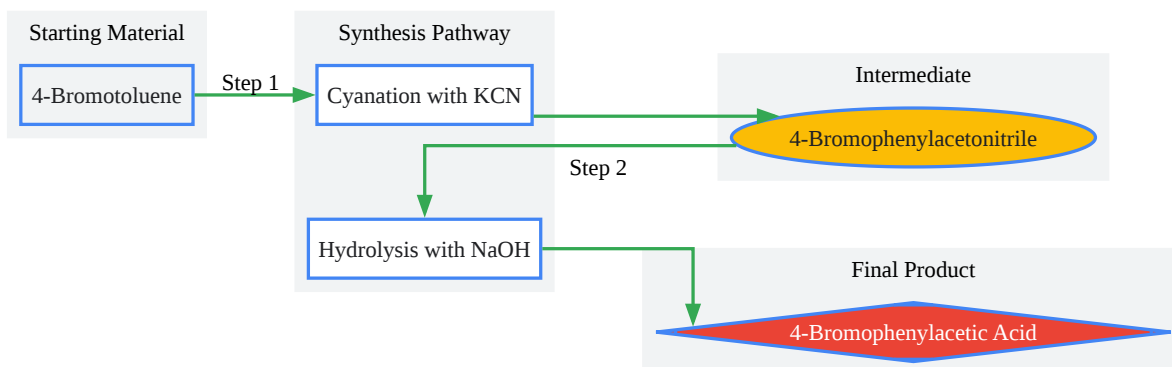 Starting Material
4-Bromotoluene
Step 1
Synthesis Pathway
Cyanation with KCN
Intermediate
4-Bromophenylacetonitrile
Step 2
Hydrolysis with NaOH
Final Product
4-Bromophenylacetic Acid